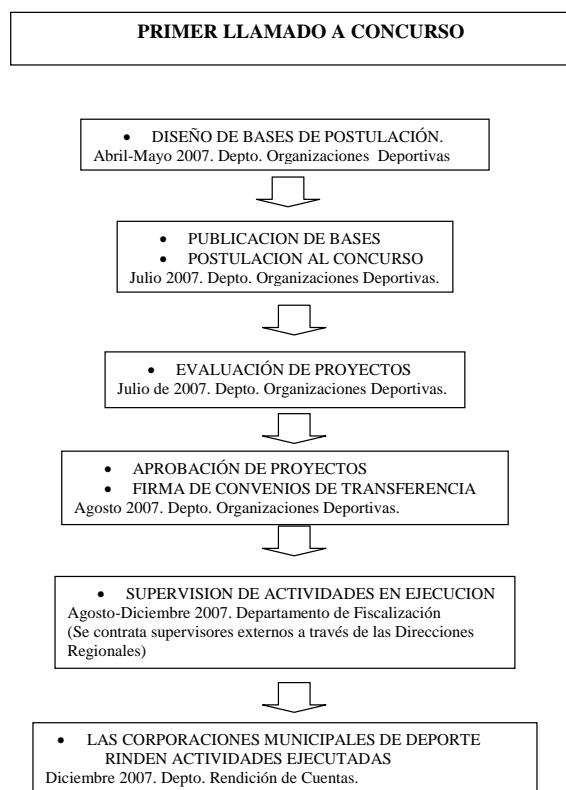 PRIMER LLAMADO A CONCURSO
• DISEÑO DE BASES DE POSTULACIÓN.
Abril-Mayo 2007. Depto. Organizaciones Deportivas
• PUBLICACION DE BASES
• POSTULACION AL CONCURSO
Julio 2007. Depto. Organizaciones Deportivas.
• EVALUACIÓN DE PROYECTOS
Julio de 2007. Depto. Organizaciones Deportivas.
• APROBACIÓN DE PROYECTOS
• FIRMA DE CONVENIOS DE TRANSFERENCIA
Agosto 2007. Depto. Organizaciones Deportivas.
• SUPERVISION DE ACTIVIDADES EN EJECUCION
Agosto-Diciembre 2007. Departamento de Fiscalización
(Se contrata supervisores externos a través de las Direcciones
Regionales)
• LAS CORPORACIONES MUNICIPALES DE DEPORTE
RINDEN ACTIVIDADES EJECUTADAS
Diciembre 2007. Depto. Rendición de Cuentas.